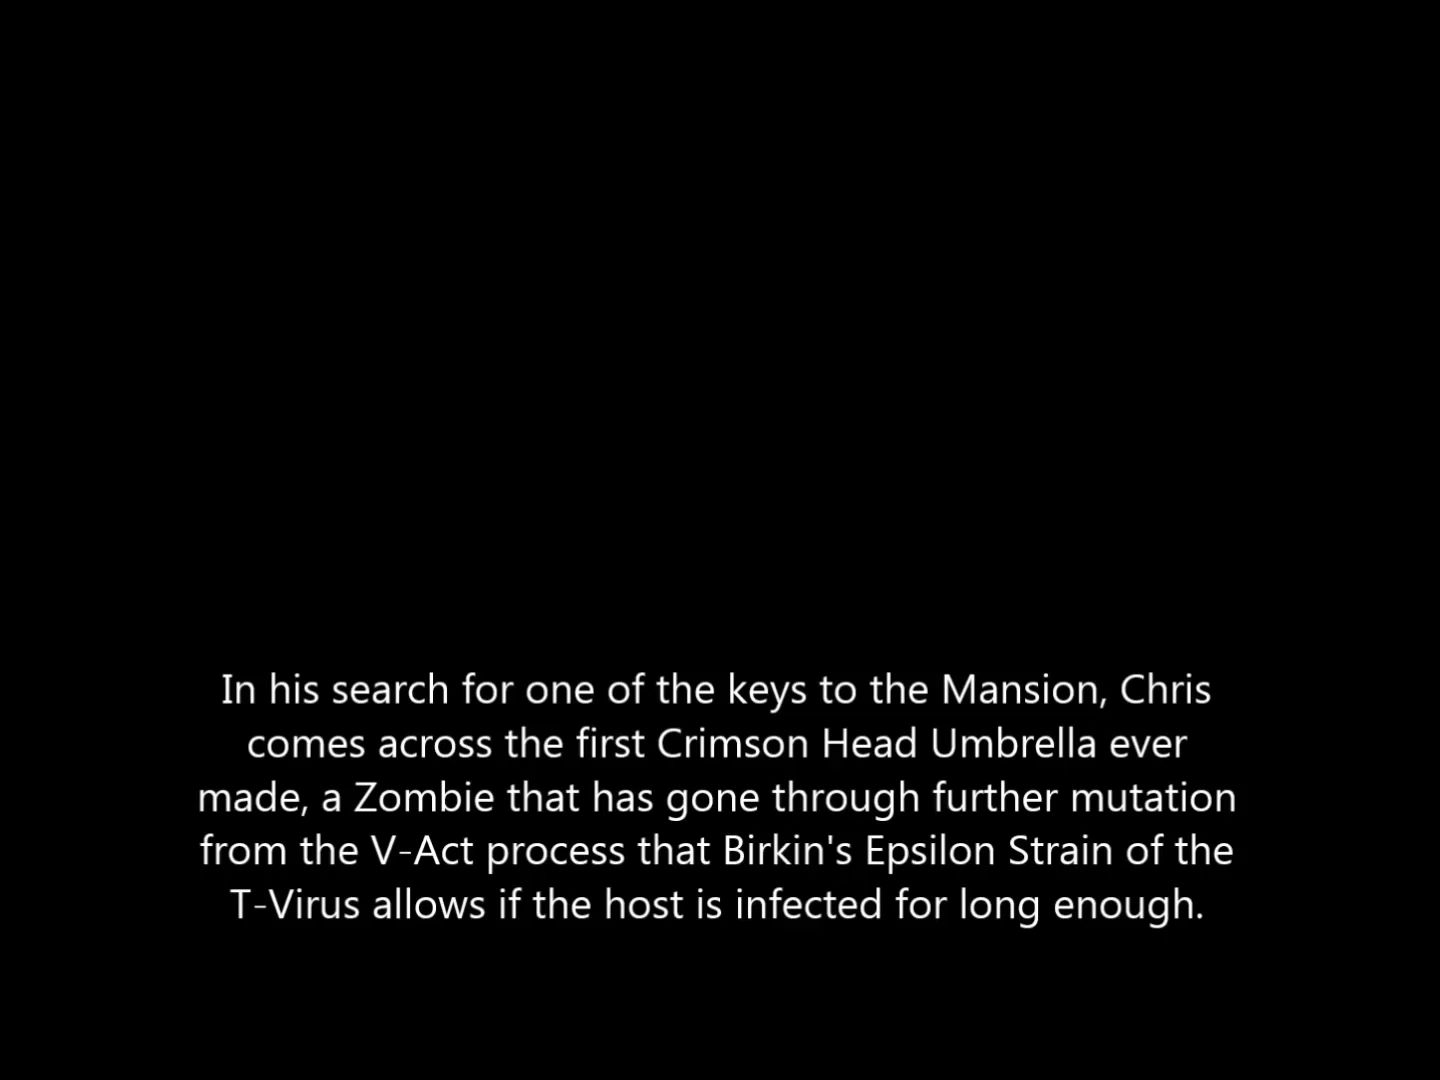 In his search for one of the keys to the Mansion, Chris
comes across the first Crimson Head Umbrella ever
made, a Zombie that has gone through further mutation
from the V-Act process that Birkin's Epsilon Strain of the
T-Virus allows if the host is infected for long enough.